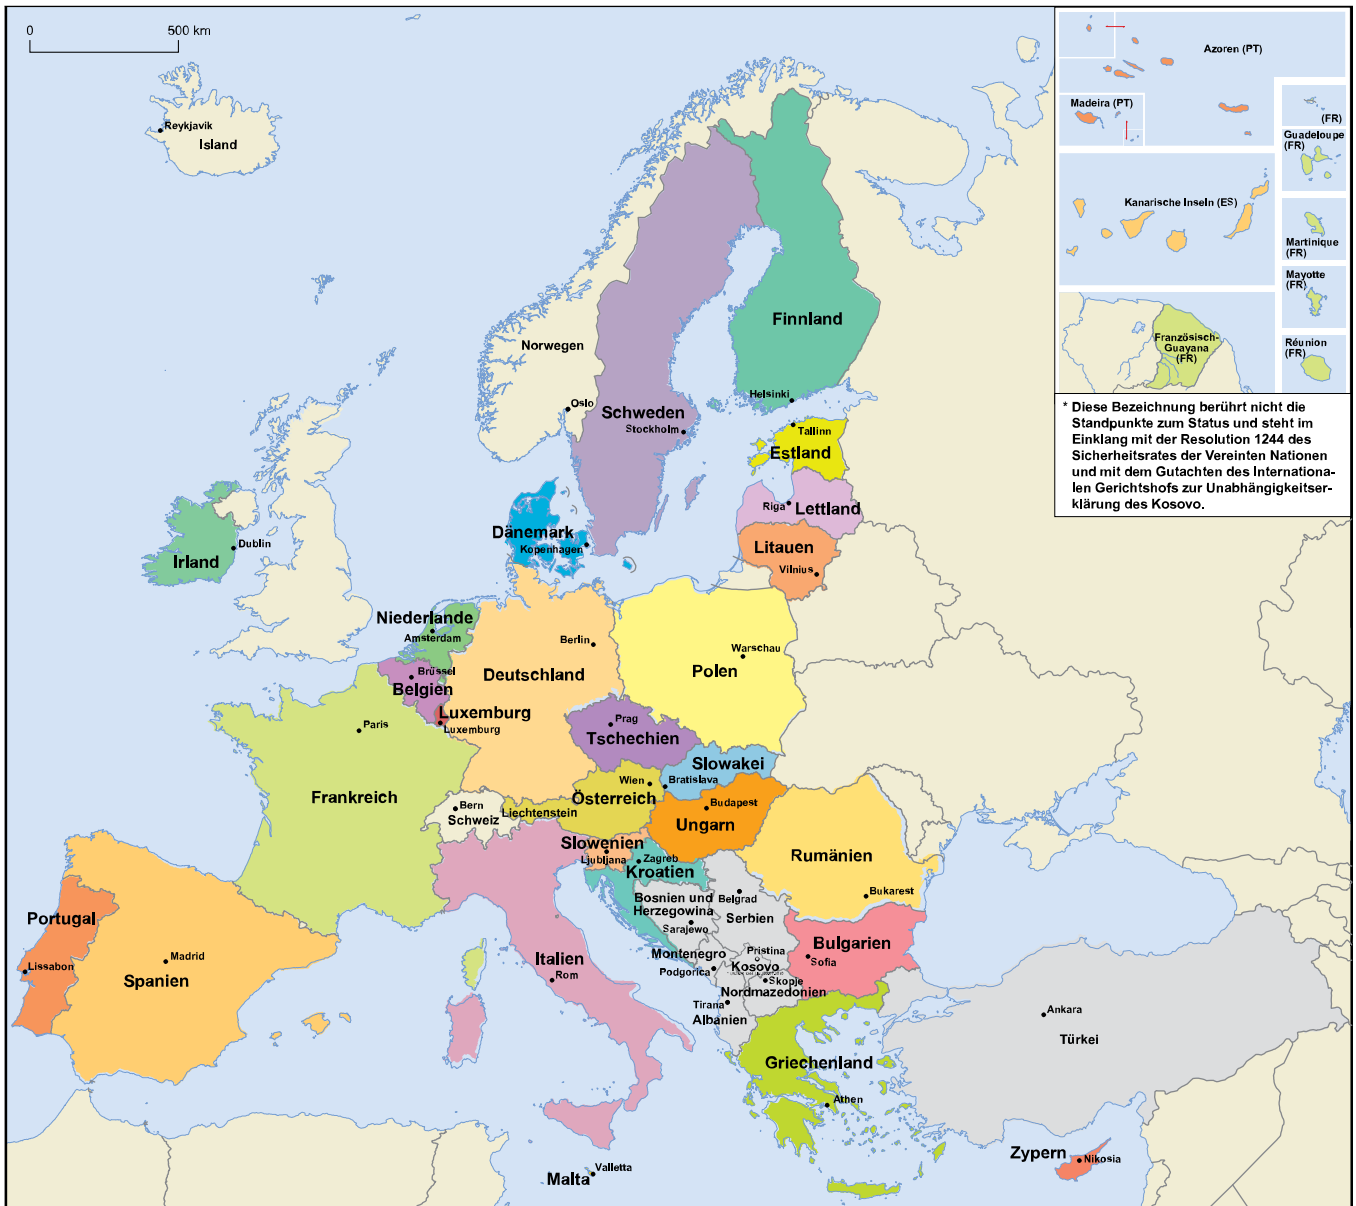 0 500 km
Reykjavik
Island
Norwegen
Oslo
Schweden
Stockholm
Finnland
Helsinki
Tallinn
Estland
Riga
Lettland
Litauen
Vilnius
Dänemark
Kopenhagen
Irland
Dublin
Niederlande
Amsterdam
Brüssel
Belgien
Luxemburg
Luxemburg
Deutschland
Berlin
Polen
Warschau
Prag
Tschechien
Slowakei
Bratislava
Wien
Österreich
Liechtenstein
Bern
Schweiz
Paris
Frankreich
Budapest
Ungarn
Slowenien
Ljubljana
Zagreb
Kroatien
Rumänien
Bukarest
Bosnien und
Herzegowina
Sarajewo
Belgrad
Serbien
Montenegro
Podgorica
Pristina
Kosovo
Skopje
Nordmazedonien
Tirana
Albanien
Bulgarien
Sofia
Portugal
Lissabon
Madrid
Spanien
Italien
Rom
Griechenland
Athen
Ankara
Türkei
Zypern
Nikosia
Malta
Valletta
Azoren (PT)
Madeira (PT)
Kanarische Inseln (ES)
(FR)
Guadeloupe
(FR)
Martinique
(FR)
Mayotte
(FR)
Réunion
(FR)
Französisch-
Guayana
(FR)
* Diese Bezeichnung berührt nicht die
Standpunkte zum Status und steht im
Einklang mit der Resolution 1244 des
Sicherheitsrates der Vereinten Nationen
und mit dem Gutachten des Internationa-
len Gerichtshofs zur Unabhängigkeitser-
klärung des Kosovo.